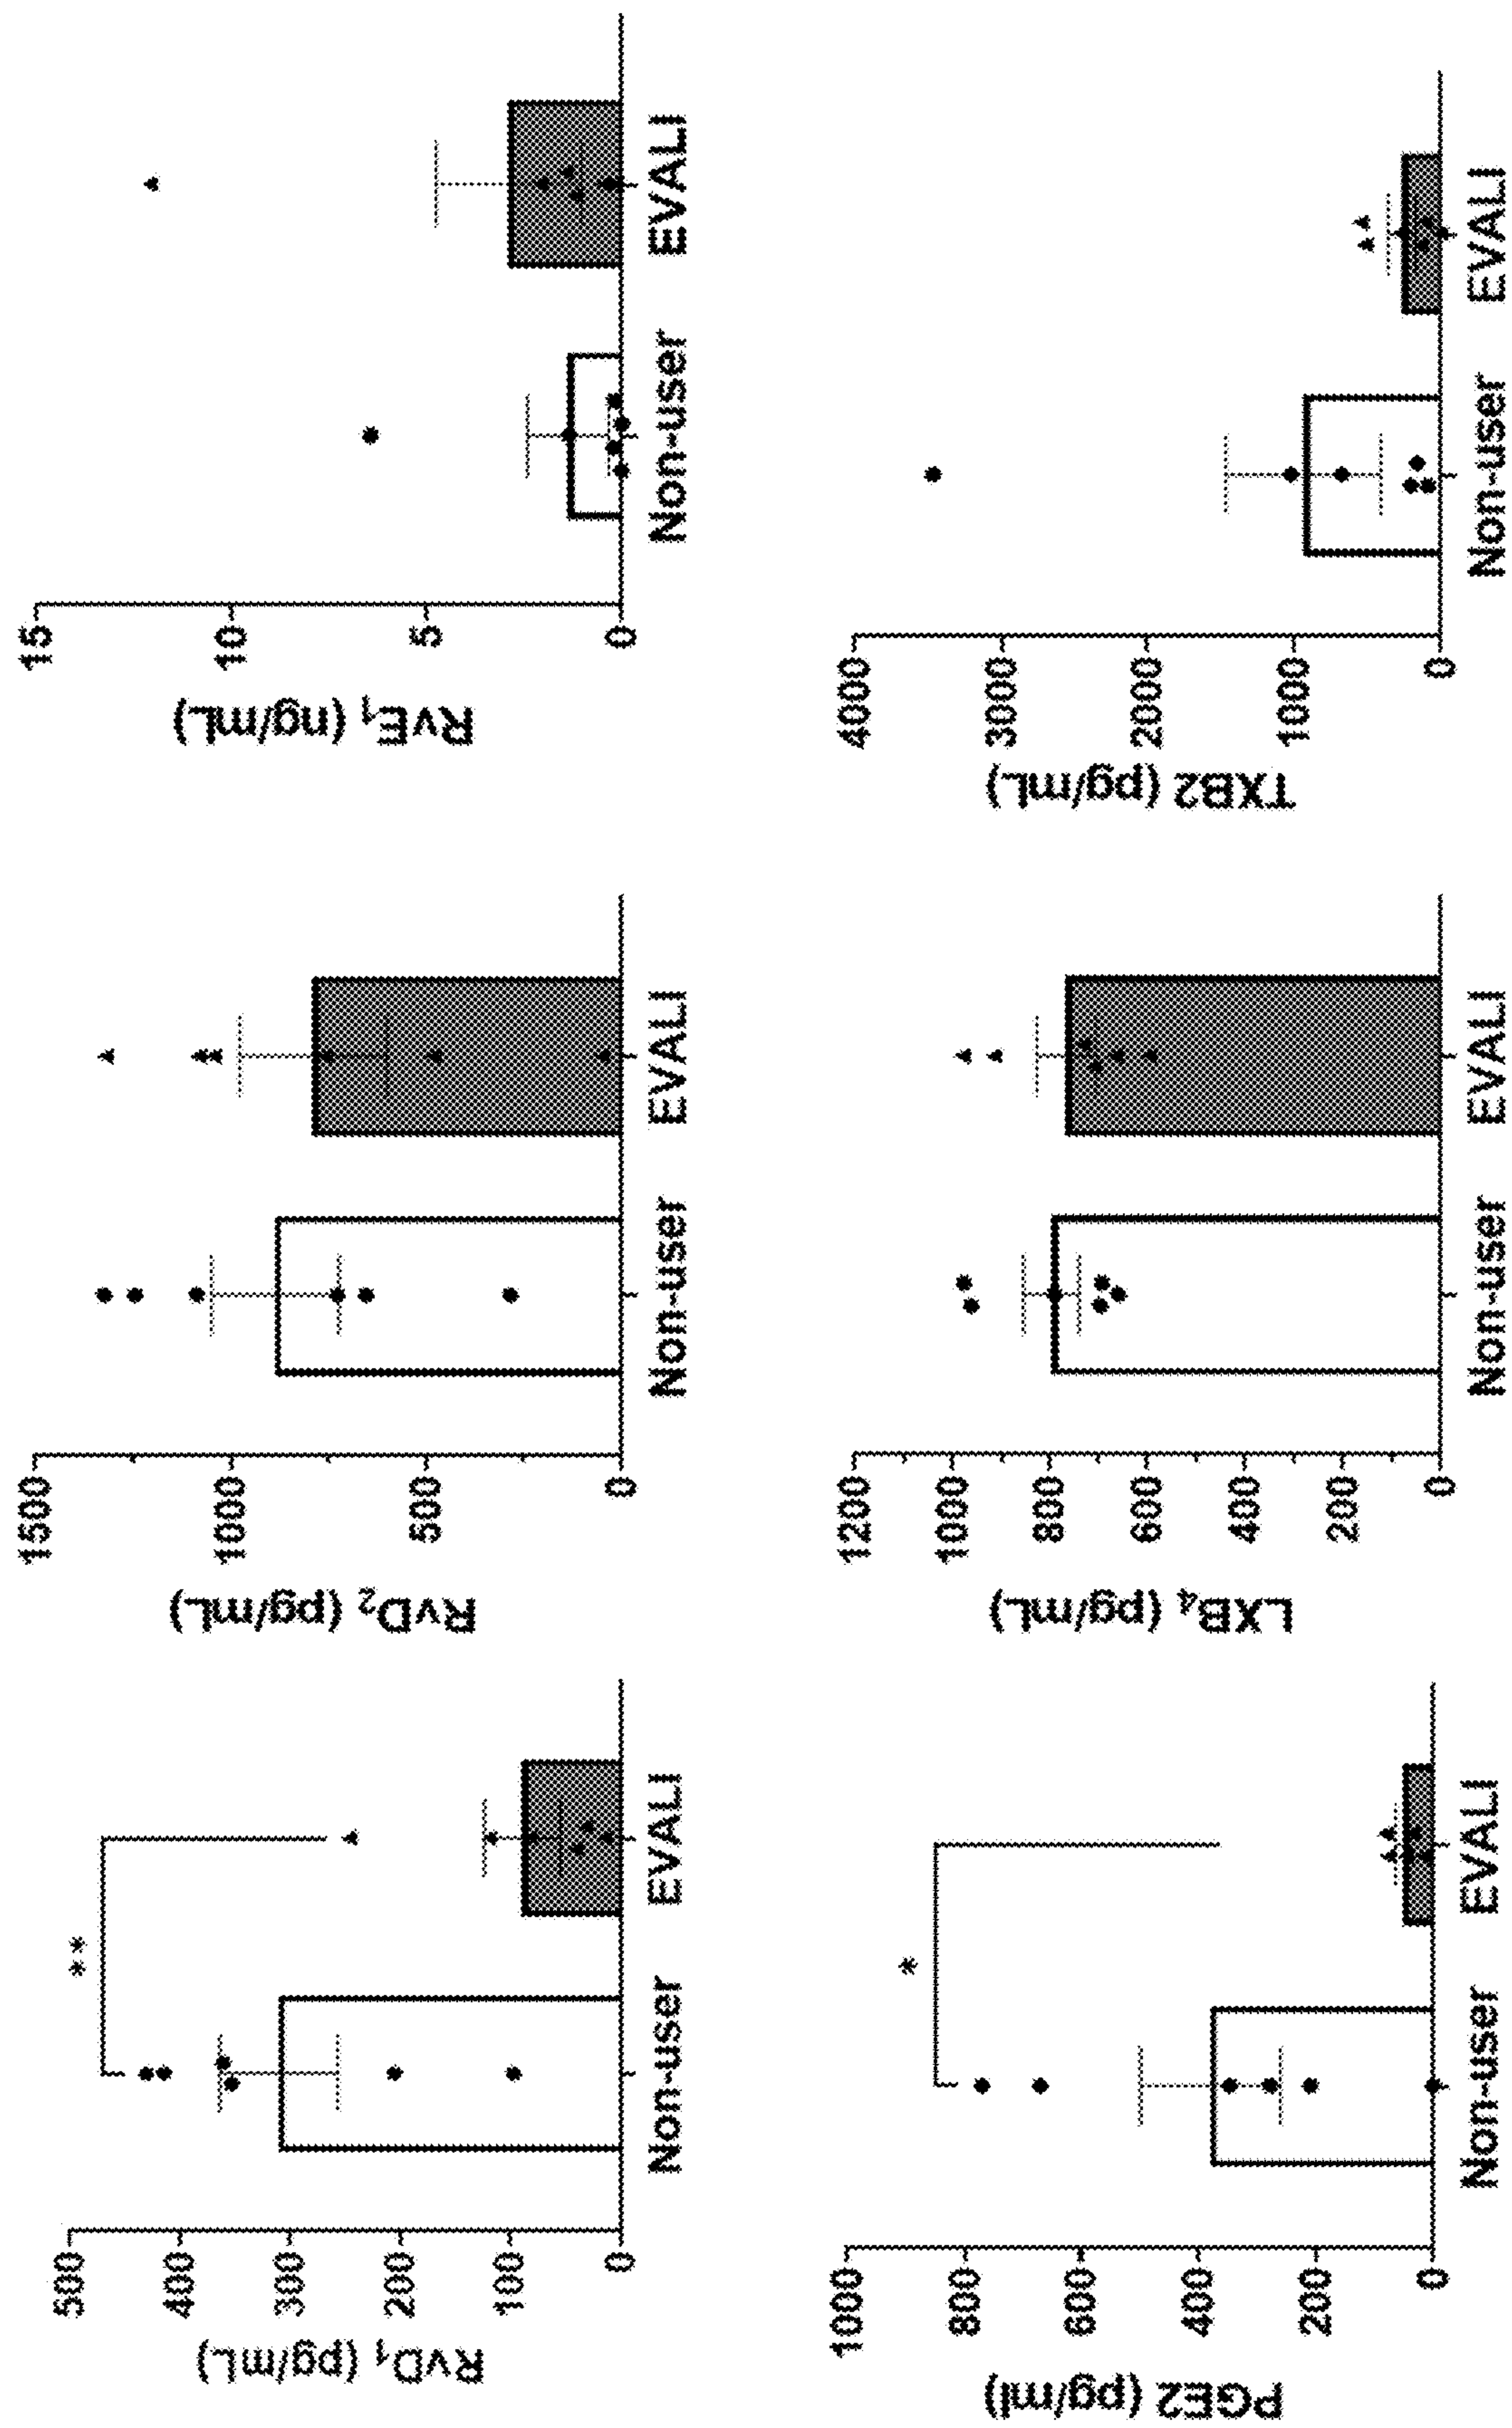 RvD₁ (pg/mL)
500
400
300
200
100
0
**
Non-user
EVALI
RvD₂ (pg/mL)
1500
1000
500
0
Non-user
EVALI
RvE₁ (ng/mL)
15
10
5
0
Non-user
EVALI
PGE2 (pg/ml)
1000
800
600
400
200
0
*
Non-user
EVALI
LXB₄ (pg/mL)
1200
1000
800
600
400
200
0
Non-user
EVALI
TXB2 (pg/mL)
4000
3000
2000
1000
0
Non-user
EVALI